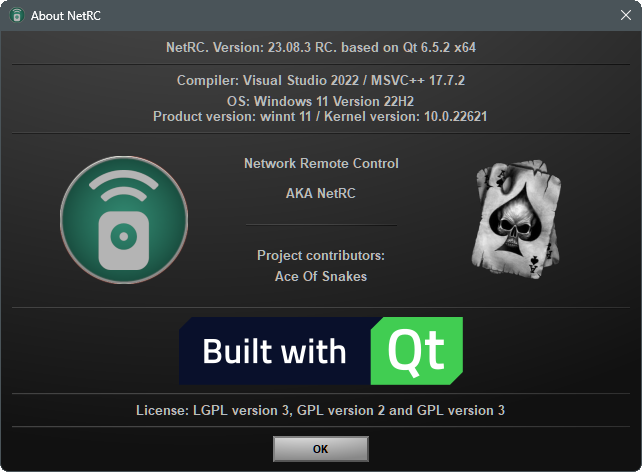 About NetRC
NetRC. Version: 23.08.3 RC. based on Qt 6.5.2 x64
Compiler: Visual Studio 2022 / MSVC++ 17.7.2
OS: Windows 11 Version 22H2
Product version: winnt 11 / Kernel version: 10.0.22621
Network Remote Control
AKA NetRC
Project contributors:
Ace Of Snakes
Built with Qt
License: LGPL version 3, GPL version 2 and GPL version 3
OK